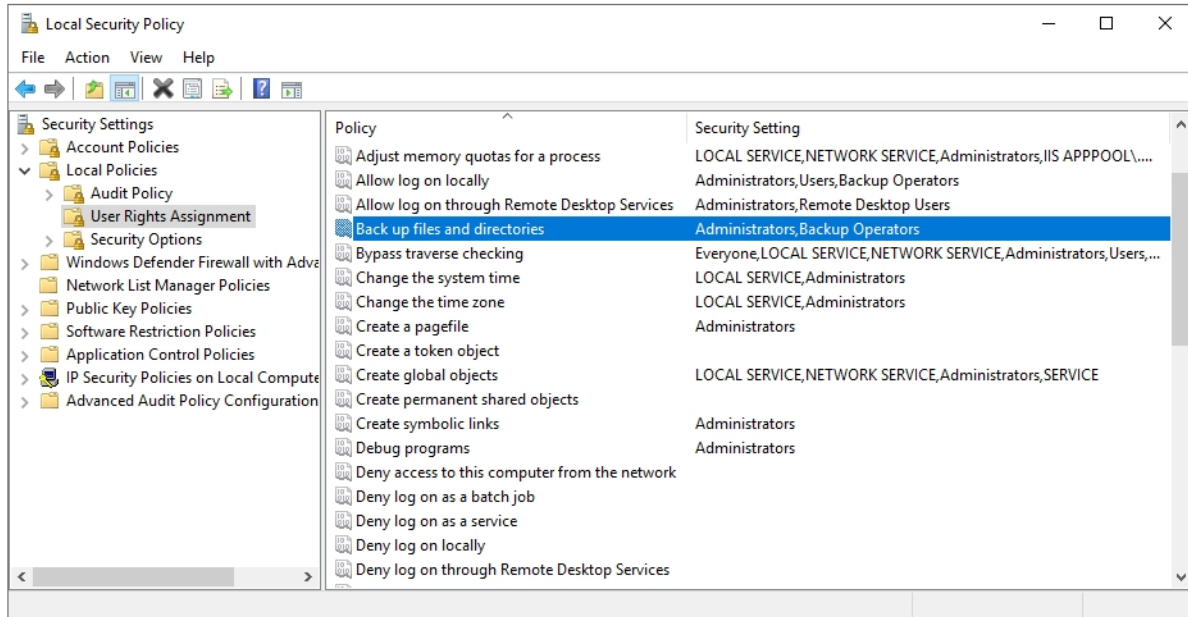 Local Security Policy
File Action View Help
Security Settings
Account Policies
Local Policies
Audit Policy
User Rights Assignment
Security Options
Windows Defender Firewall with Adva
Network List Manager Policies
Public Key Policies
Software Restriction Policies
Application Control Policies
IP Security Policies on Local Compute
Advanced Audit Policy Configuration
Policy Security Setting
Adjust memory quotas for a process LOCAL SERVICE,NETWORK SERVICE,Administrators,IIS APPPOOL\....
Allow log on locally Administrators,Users,Backup Operators
Allow log on through Remote Desktop Services Administrators,Remote Desktop Users
Back up files and directories Administrators,Backup Operators
Bypass traverse checking Everyone,LOCAL SERVICE,NETWORK SERVICE,Administrators,Users,...
Change the system time LOCAL SERVICE,Administrators
Change the time zone LOCAL SERVICE,Administrators
Create a pagefile Administrators
Create a token object
Create global objects LOCAL SERVICE,NETWORK SERVICE,Administrators,SERVICE
Create permanent shared objects
Create symbolic links Administrators
Debug programs Administrators
Deny access to this computer from the network
Deny log on as a batch job
Deny log on as a service
Deny log on locally
Deny log on through Remote Desktop Services